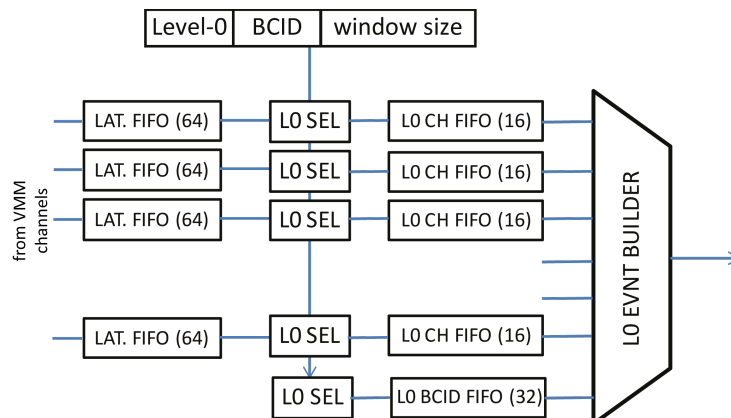 Level-0 BCID window size
LAT. FIFO (64) L0 SEL L0 CH FIFO (16)
LAT. FIFO (64) L0 SEL L0 CH FIFO (16)
LAT. FIFO (64) L0 SEL L0 CH FIFO (16)
from VMM
channels
L0 EVNT BUILDER
LAT. FIFO (64) L0 SEL L0 CH FIFO (16)
L0 SEL L0 BCID FIFO (32)